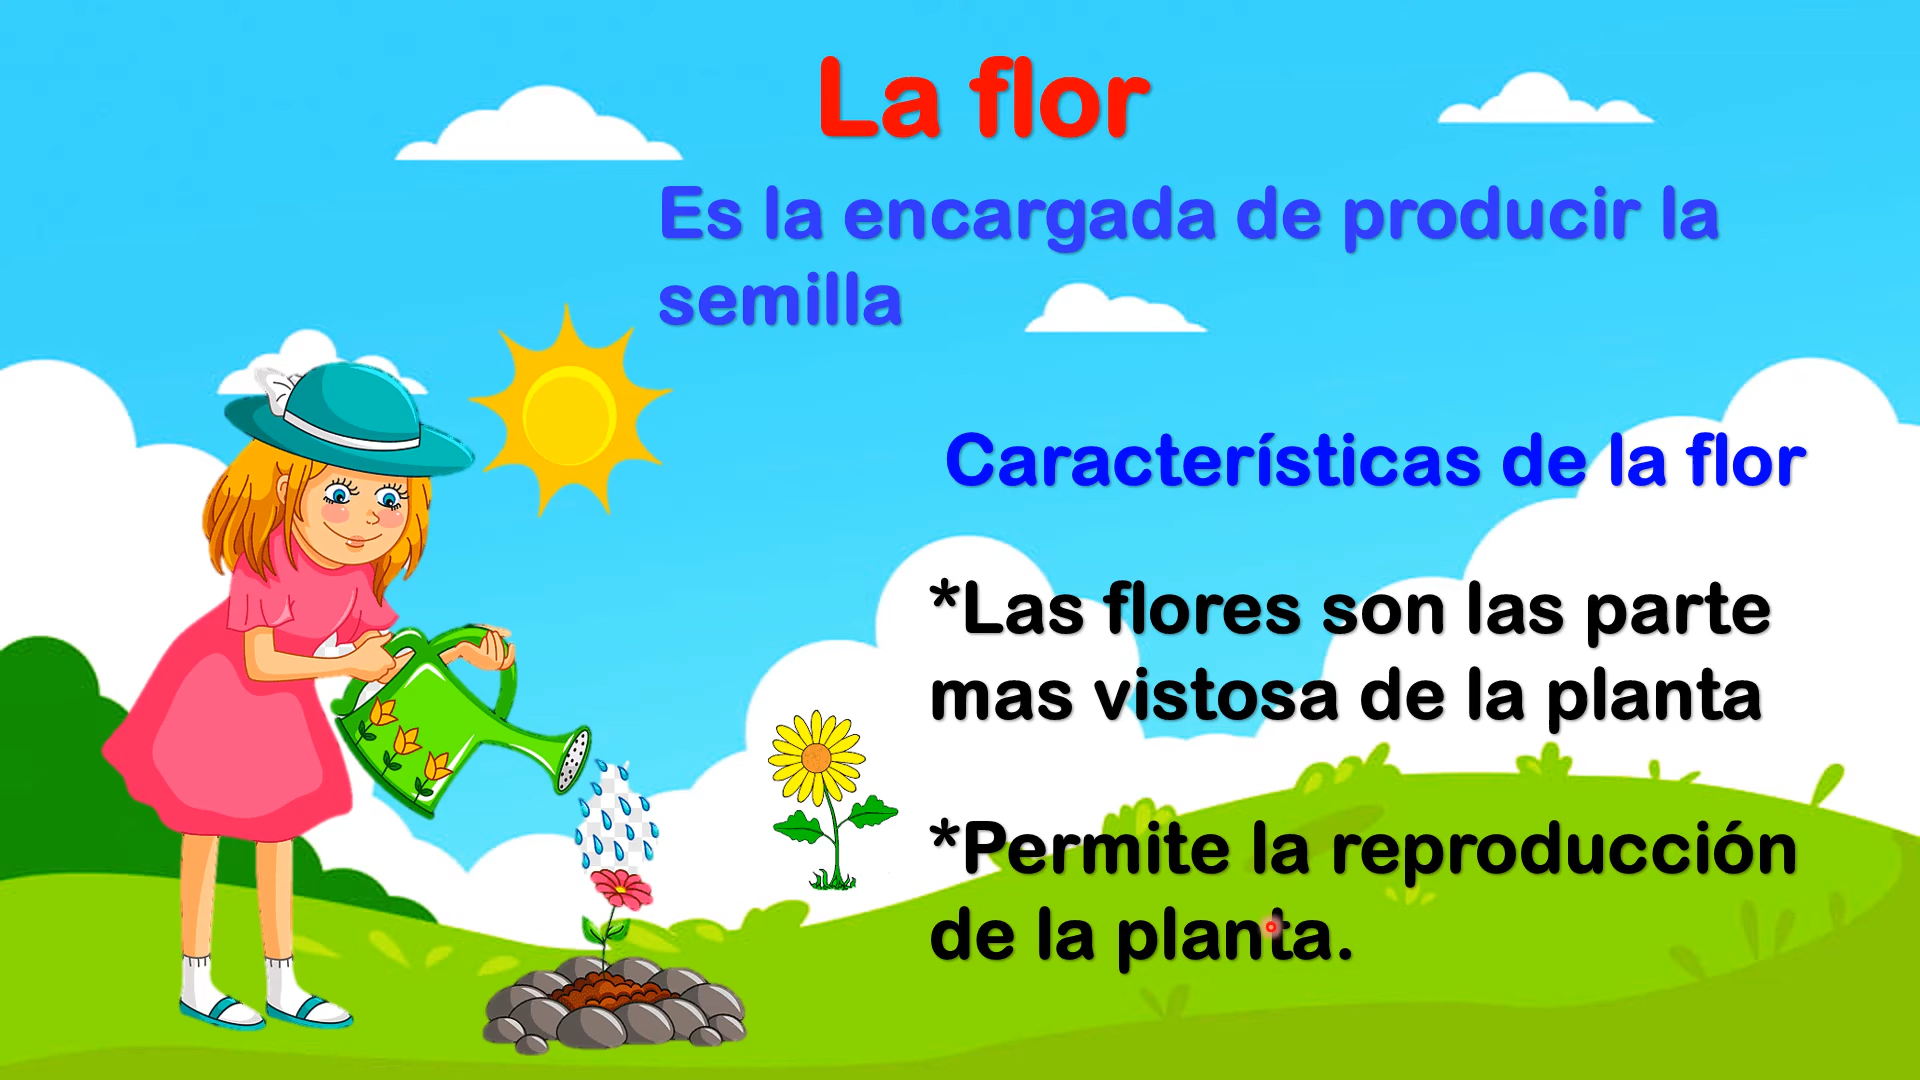 La flor
Es la encargada de producir la
semilla
Características de la flor
*Las flores son las parte
mas vistosa de la planta
*Permite la reproducción
de la planta.